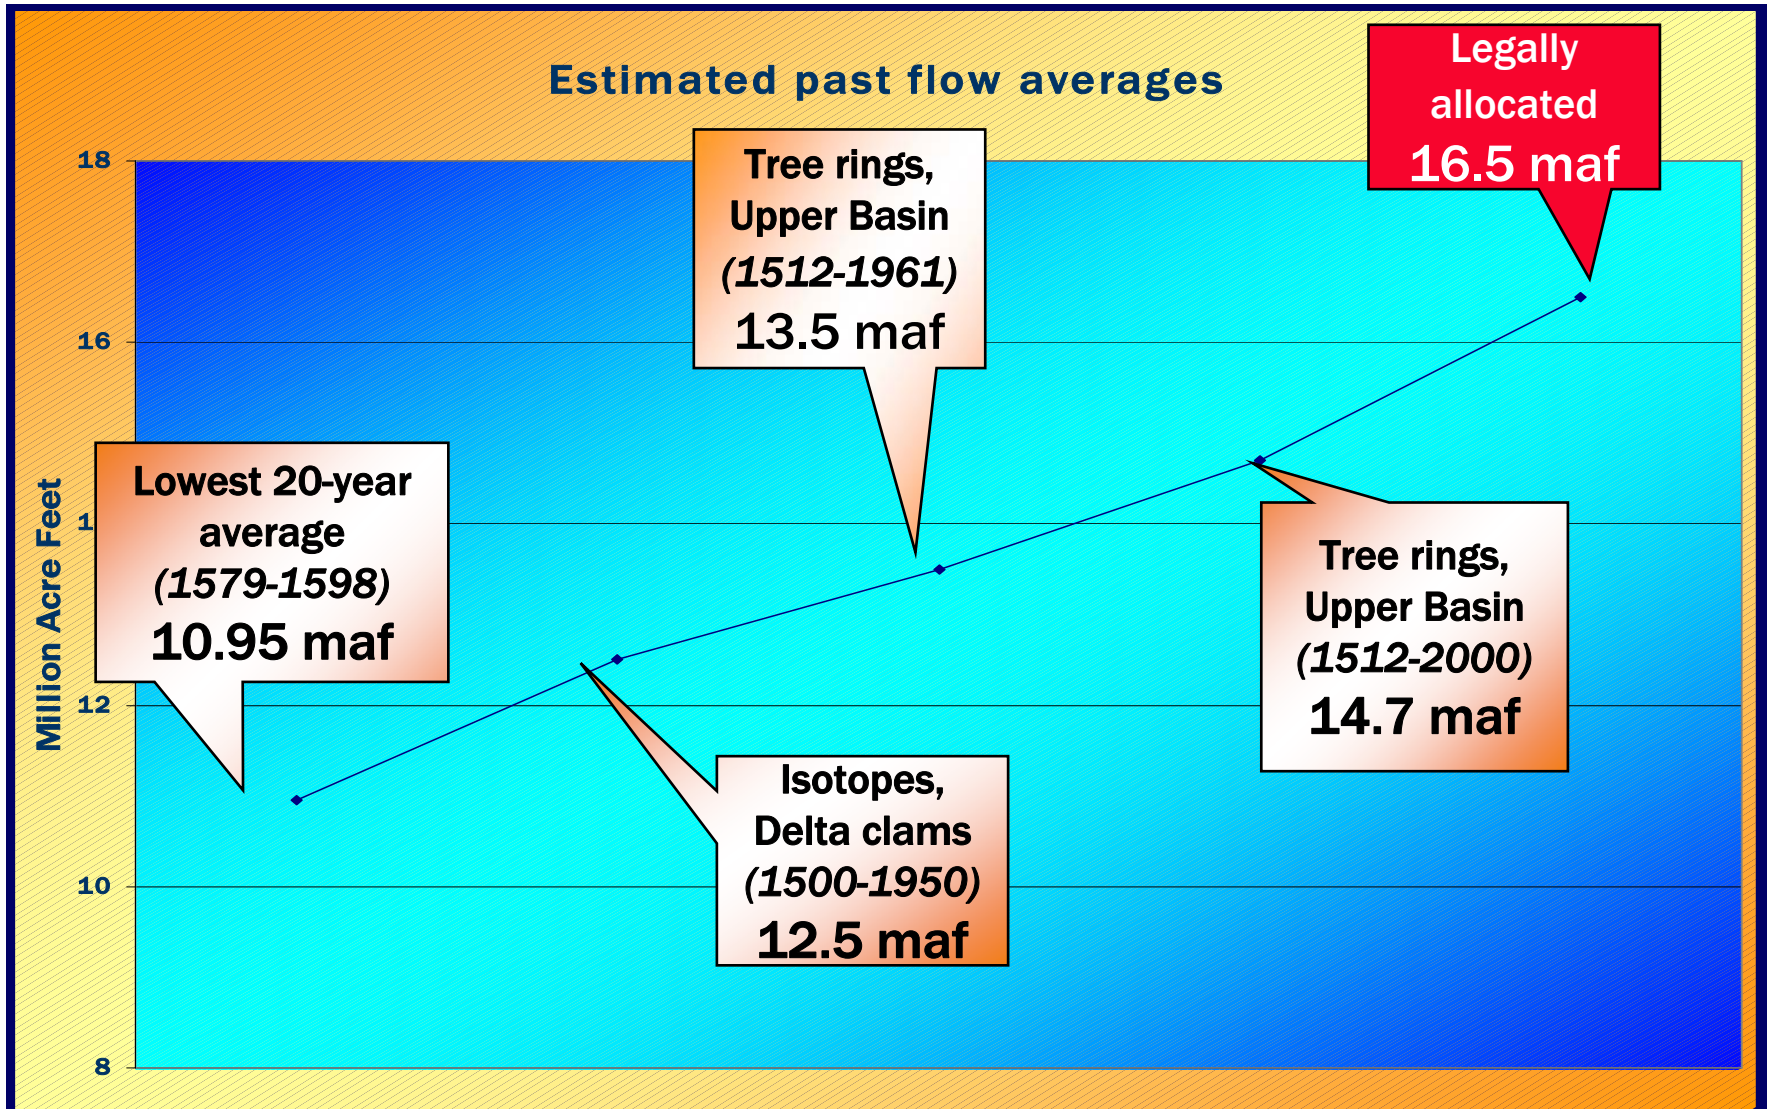 Estimated past flow averages
Legally
allocated
16.5 maf
Tree rings,
Upper Basin
(1512-1961)
13.5 maf
Lowest 20-year
average
(1579-1598)
10.95 maf
Tree rings,
Upper Basin
(1512-2000)
14.7 maf
Isotopes,
Delta clams
(1500-1950)
12.5 maf
Million Acre Feet
18
16
12
10
8